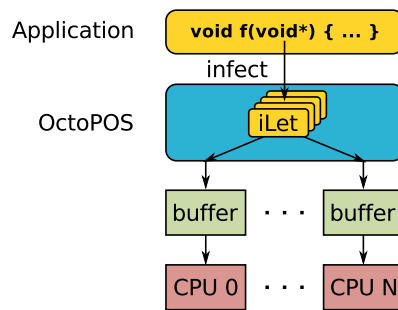 Application
void f(void*) { ... }
infect
OctoPOS
iLet
buffer . . . buffer
CPU 0 . . . CPU N